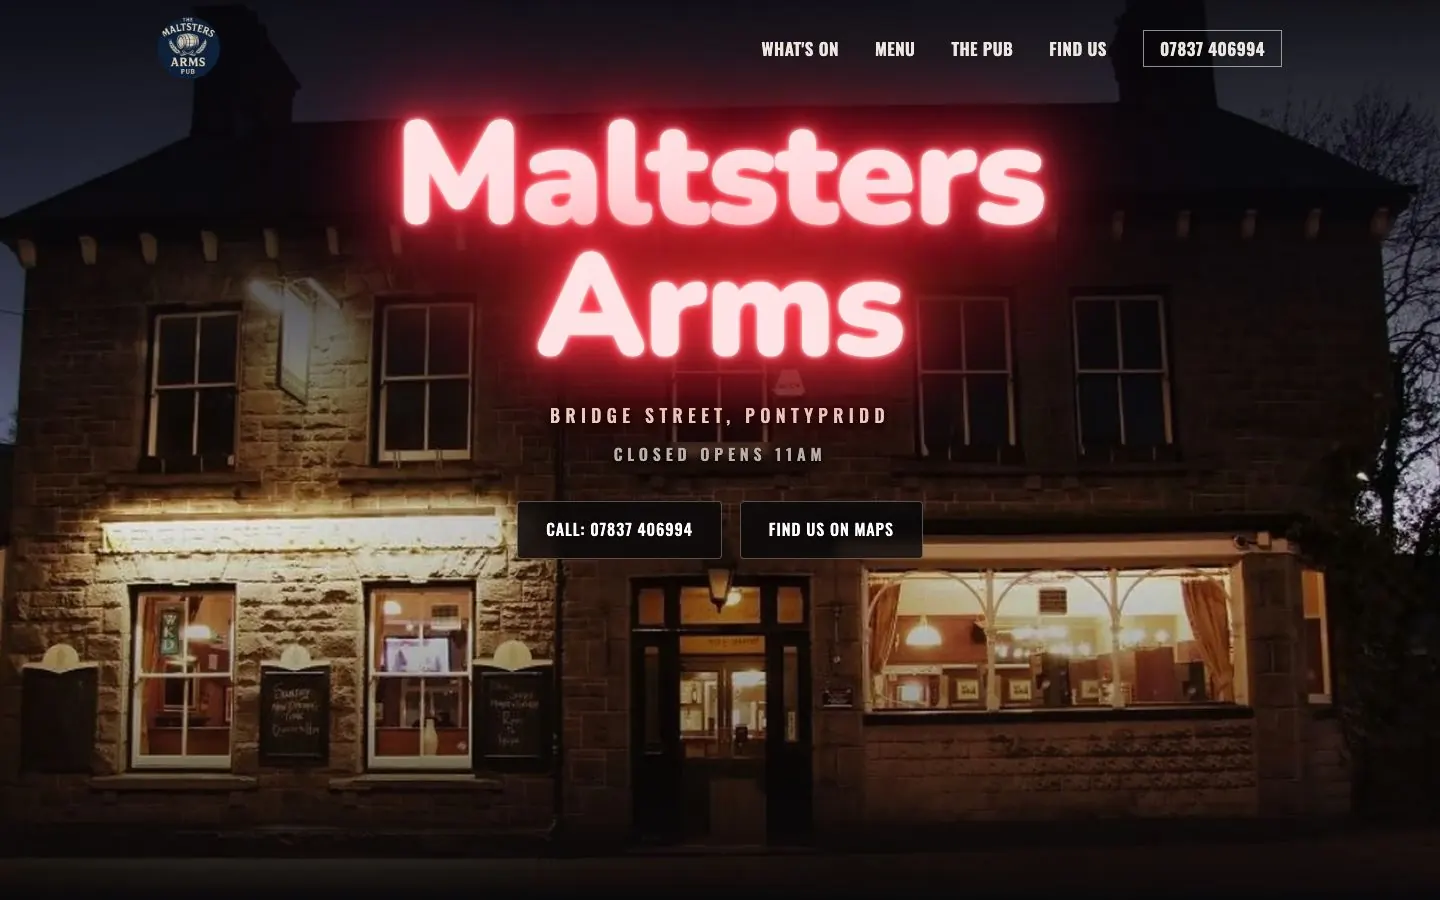 THE
MALTSTERS
ARMS
PUB
WHAT'S ON
MENU
THE PUB
FIND US
07837 406994
Maltsters
Arms
BRIDGE STREET, PONTYPRIDD
CLOSED OPENS 11AM
CALL: 07837 406994
FIND US ON MAPS
WKD